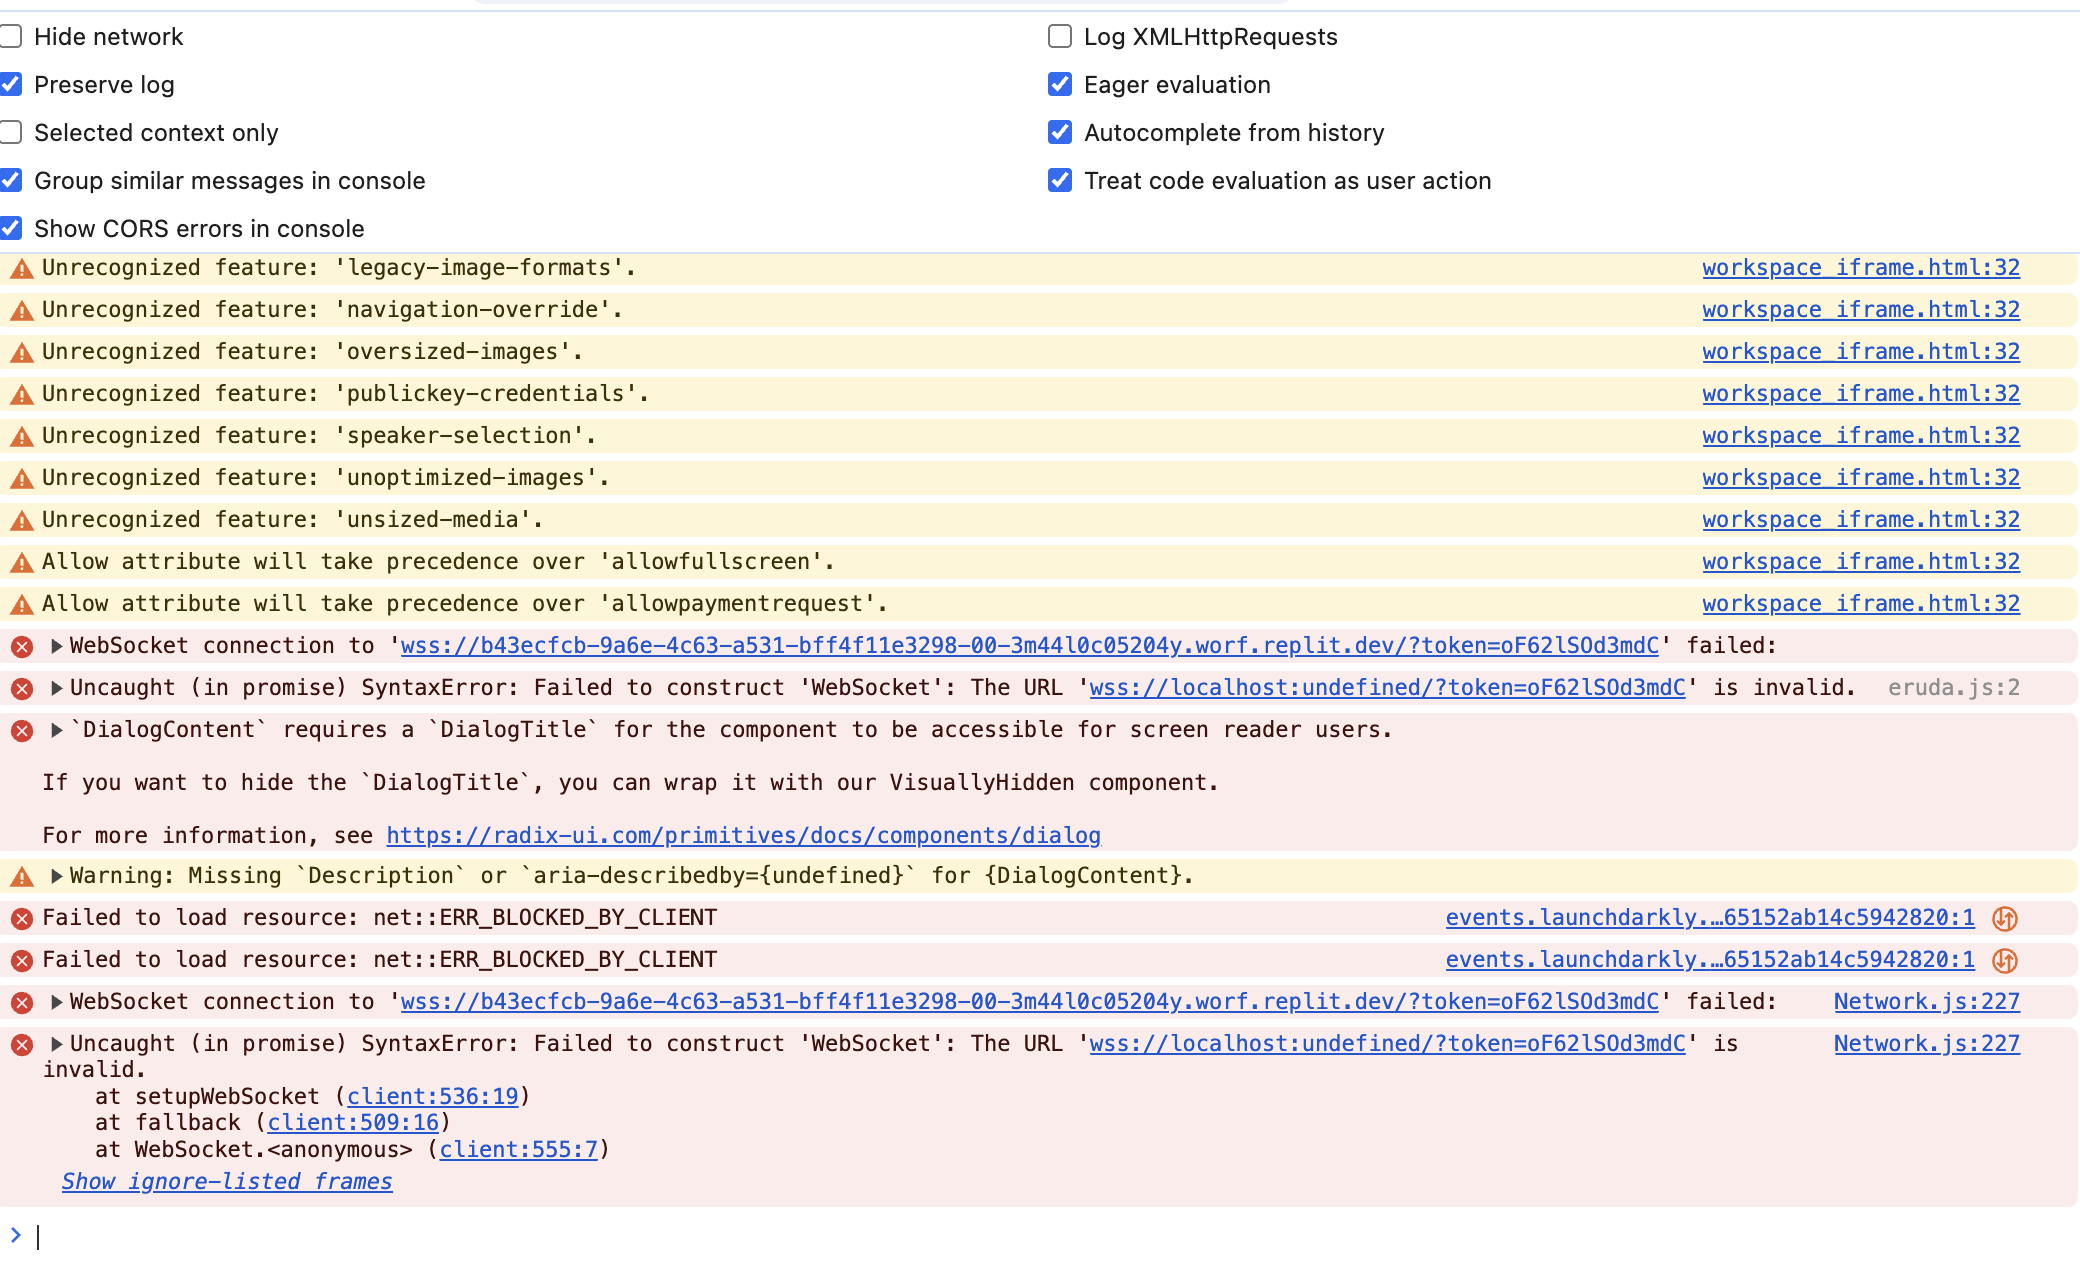 Hide network
Log XMLHttpRequests
Preserve log
Eager evaluation
Selected context only
Autocomplete from history
Group similar messages in console
Treat code evaluation as user action
Show CORS errors in console
Unrecognized feature: 'legacy-image-formats'. workspace_iframe.html:32
Unrecognized feature: 'navigation-override'. workspace_iframe.html:32
Unrecognized feature: 'oversized-images'. workspace_iframe.html:32
Unrecognized feature: 'publickey-credentials'. workspace_iframe.html:32
Unrecognized feature: 'speaker-selection'. workspace_iframe.html:32
Unrecognized feature: 'unoptimized-images'. workspace_iframe.html:32
Unrecognized feature: 'unsized-media'. workspace_iframe.html:32
Allow attribute will take precedence over 'allowfullscreen'. workspace_iframe.html:32
Allow attribute will take precedence over 'allowpaymentrequest'. workspace_iframe.html:32
WebSocket connection to 'wss://b43ecfcb-9a6e-4c63-a531-bff4f11e3298-00-3m44l0c05204y.worf.replit.dev/?token=oF62lSOd3mdC' failed:
Uncaught (in promise) SyntaxError: Failed to construct 'WebSocket': The URL 'wss://localhost:undefined/?token=oF62lSOd3mdC' is invalid. eruda.js:2
`DialogContent` requires a `DialogTitle` for the component to be accessible for screen reader users.
If you want to hide the `DialogTitle`, you can wrap it with our VisuallyHidden component.
For more information, see https://radix-ui.com/primitives/docs/components/dialog
Warning: Missing `Description` or `aria-describedby={undefined}` for {DialogContent}.
Failed to load resource: net::ERR_BLOCKED_BY_CLIENT events.launchdarkly.…65152ab14c5942820:1
Failed to load resource: net::ERR_BLOCKED_BY_CLIENT events.launchdarkly.…65152ab14c5942820:1
WebSocket connection to 'wss://b43ecfcb-9a6e-4c63-a531-bff4f11e3298-00-3m44l0c05204y.worf.replit.dev/?token=oF62lSOd3mdC' failed: Network.js:227
Uncaught (in promise) SyntaxError: Failed to construct 'WebSocket': The URL 'wss://localhost:undefined/?token=oF62lSOd3mdC' is Network.js:227
invalid.
at setupWebSocket (client:536:19)
at fallback (client:509:16)
at WebSocket.<anonymous> (client:555:7)
Show ignore-listed frames